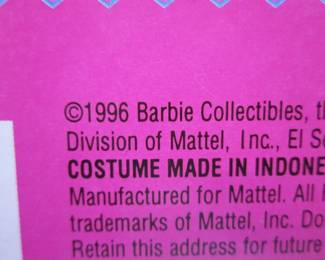 ©1996 Barbie Collectibles, th
Division of Mattel, Inc., El Se
COSTUME MADE IN INDONE
Manufactured for Mattel. All
trademarks of Mattel, Inc. Do
Retain this address for future